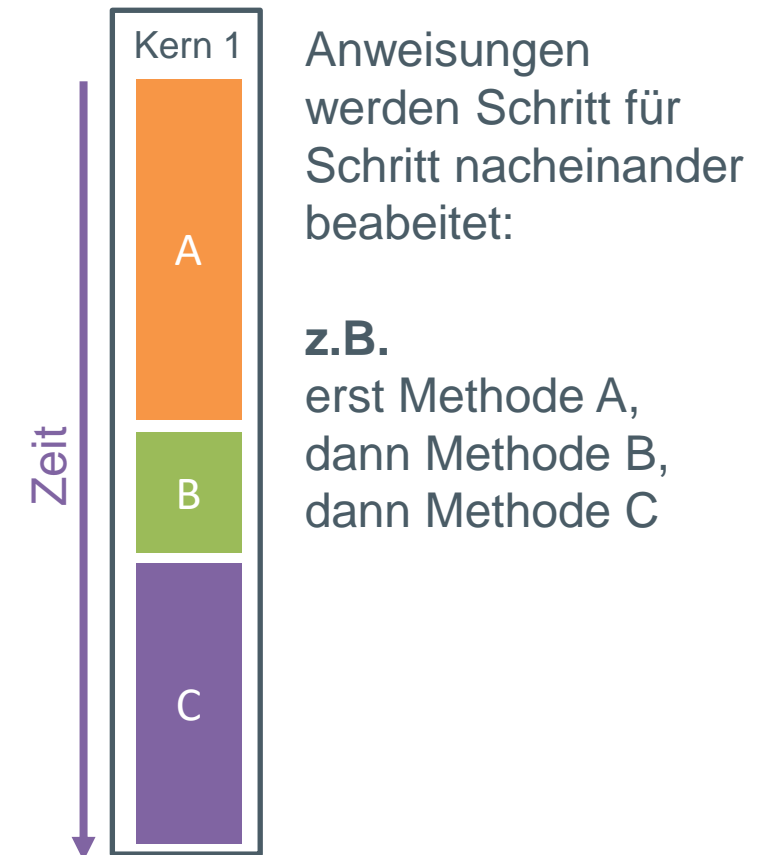 Kern 1
A
B
C
Zeit
Anweisungen
werden Schritt für
Schritt nacheinander
beabeitet:
z.B.
erst Methode A,
dann Methode B,
dann Methode C